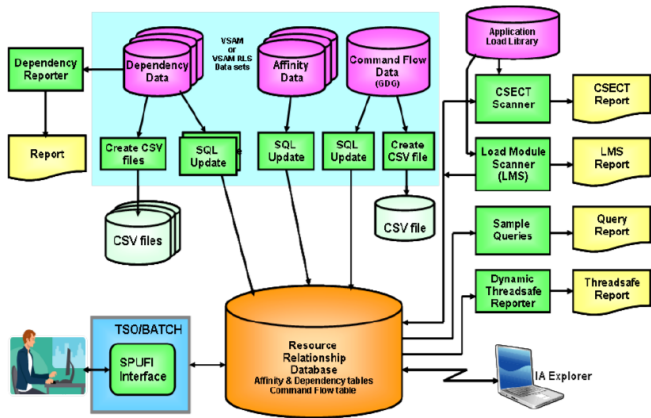 VSAM
or
VSAM RLS
Data sets
Dependency
Reporter
Dependency
Data
Affinity
Data
Command Flow
Data
(GDG)
Application
Load Library
CSECT
Scanner
CSECT
Report
Report
Create CSV
files
SQL
Update
SQL
Update
SQL
Update
Create
CSV file
Load Module
Scanner
(LMS)
LMS
Report
CSV files
CSV file
Sample
Queries
Query
Report
Dynamic
Threadsafe
Reporter
Threadsafe
Report
TSO/BATCH
SPUFI
Interface
Resource
Relationship
Database
Affinity & Dependency tables
Command Flow table
IA Explorer